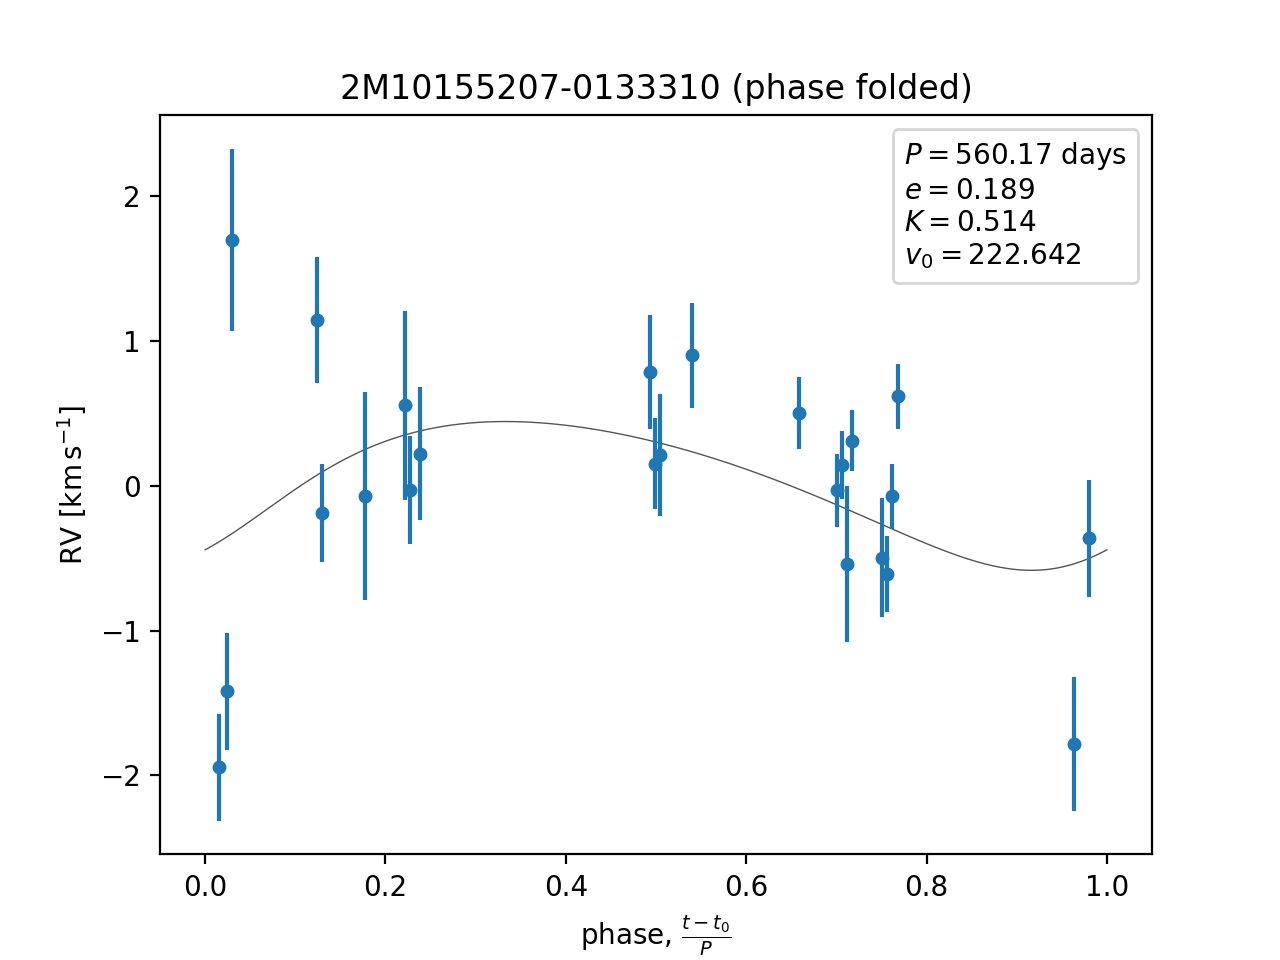 2M10155207-0133310 (phase folded)
P = 560.17 days
e = 0.189
K = 0.514
v₀ = 222.642
2
1
0
−1
−2
RV [km s⁻¹]
0.0 0.2 0.4 0.6 0.8 1.0
phase, (t − t₀)/P